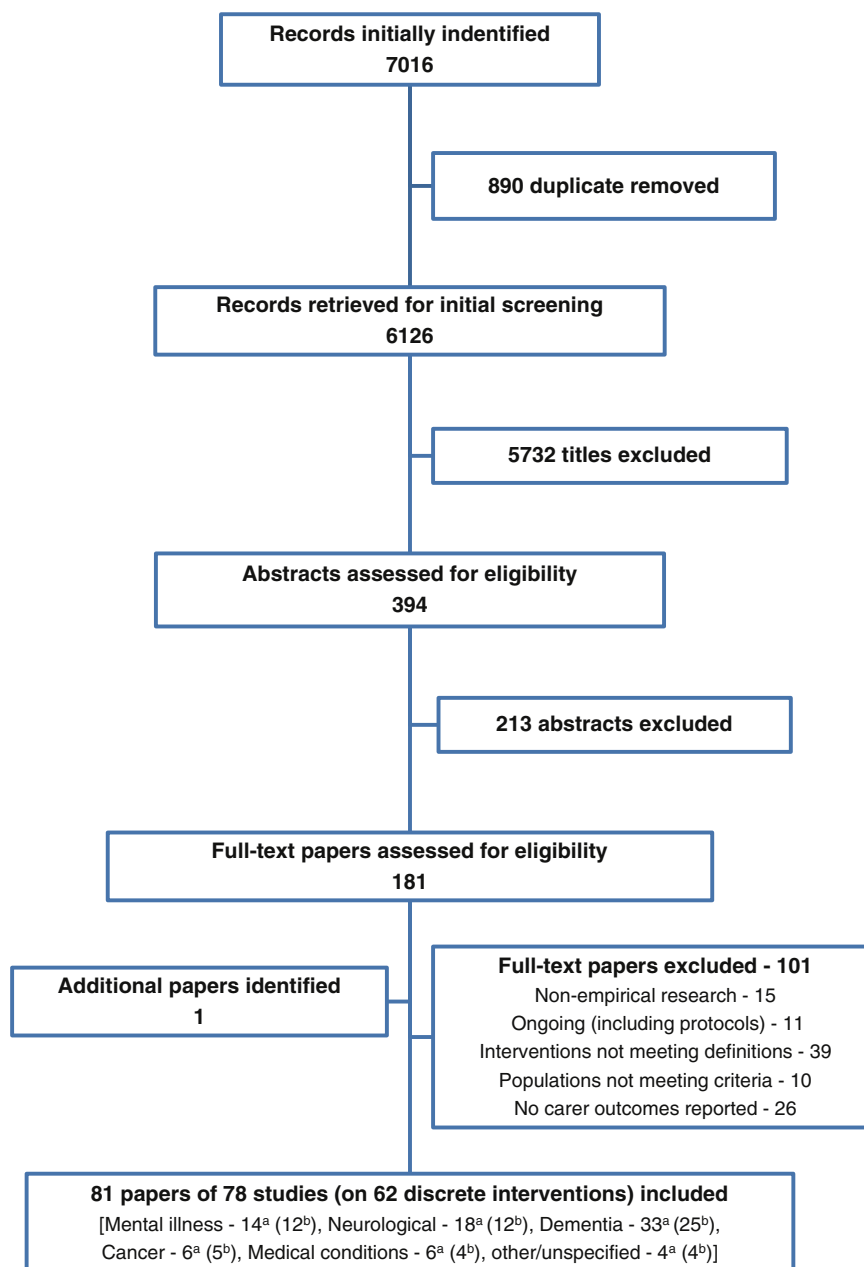 Records initially indentified
7016
890 duplicate removed
Records retrieved for initial screening
6126
5732 titles excluded
Abstracts assessed for eligibility
394
213 abstracts excluded
Full-text papers assessed for eligibility
181
Additional papers identified
1
Full-text papers excluded - 101
Non-empirical research - 15
Ongoing (including protocols) - 11
Interventions not meeting definitions - 39
Populations not meeting criteria - 10
No carer outcomes reported - 26
81 papers of 78 studies (on 62 discrete interventions) included
[Mental illness - 14ᵃ (12ᵇ), Neurological - 18ᵃ (12ᵇ), Dementia - 33ᵃ (25ᵇ),
Cancer - 6ᵃ (5ᵇ), Medical conditions - 6ᵃ (4ᵇ), other/unspecified - 4ᵃ (4ᵇ)]